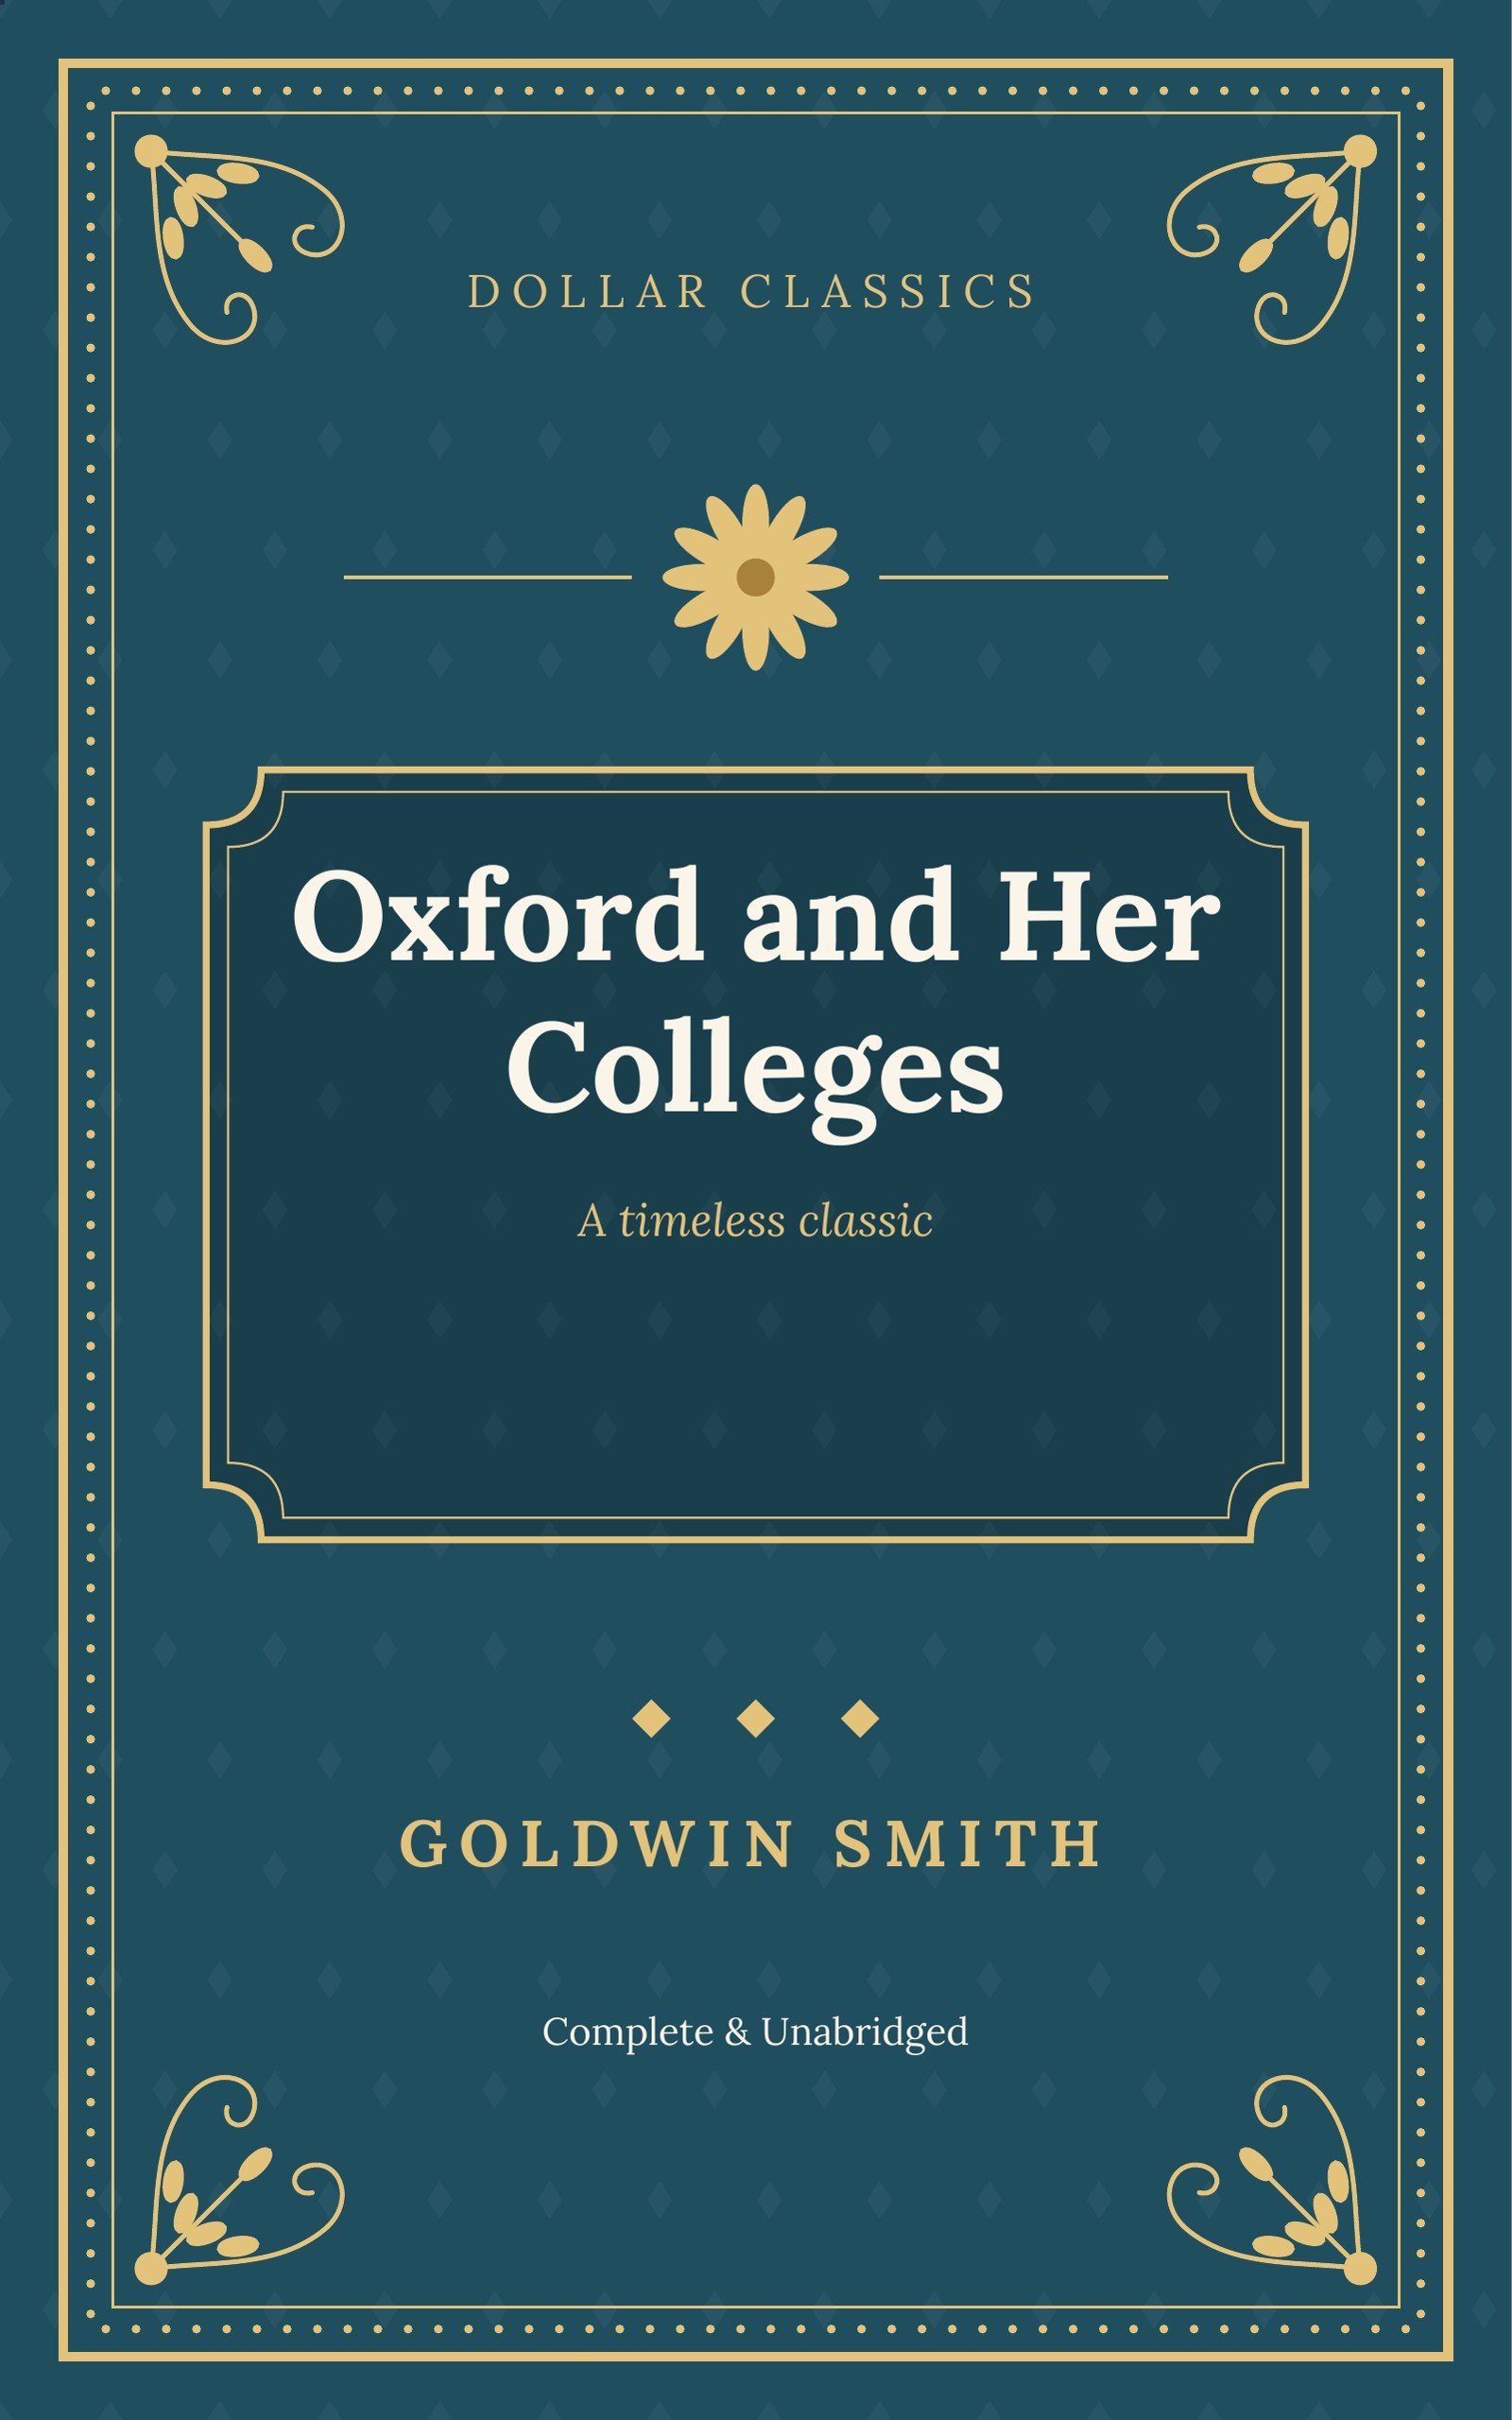 DOLLAR CLASSICS
Oxford and Her
Colleges
A timeless classic
GOLDWIN SMITH
Complete & Unabridged